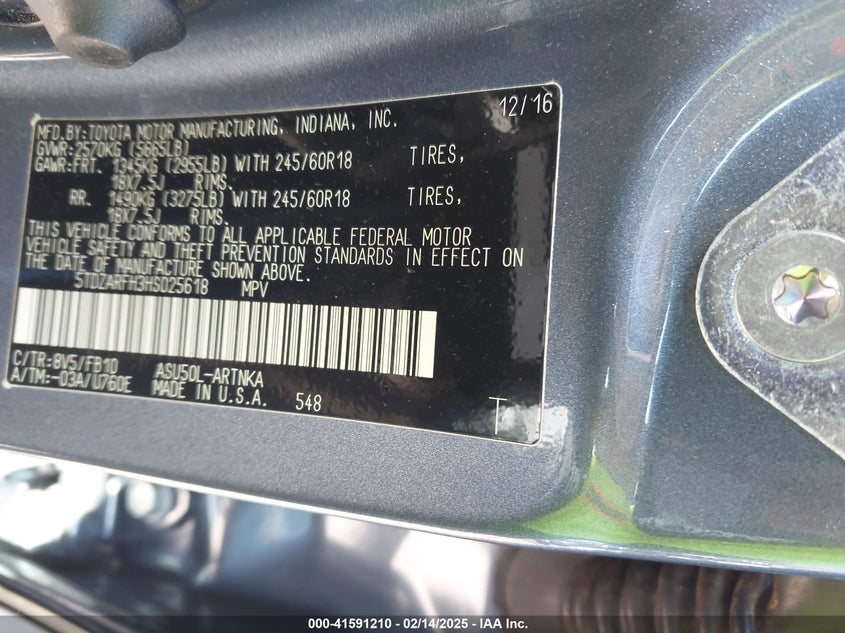 12/16
MFD.BY:TOYOTA MOTOR MANUFACTURING, INDIANA, INC.
GVWR:2570KG (5665LB)
GAWR:FRT. 1345KG (2955LB) WITH 245/60R18 TIRES,
18X7.5J RIMS.
RR. 1490KG (3275LB) WITH 245/60R18 TIRES,
18X7.5J RIMS.
THIS VEHICLE CONFORMS TO ALL APPLICABLE FEDERAL MOTOR
VEHICLE SAFETY AND THEFT PREVENTION STANDARDS IN EFFECT ON
THE DATE OF MANUFACTURE SHOWN ABOVE.
5TDZARFH3HS025618 MPV
C/TR:8V5/FB10 ASU50L-ARTNKA
A/TM:-03A/U760E MADE IN U.S.A. 548 T
000-41591210 - 02/14/2025 - IAA Inc.